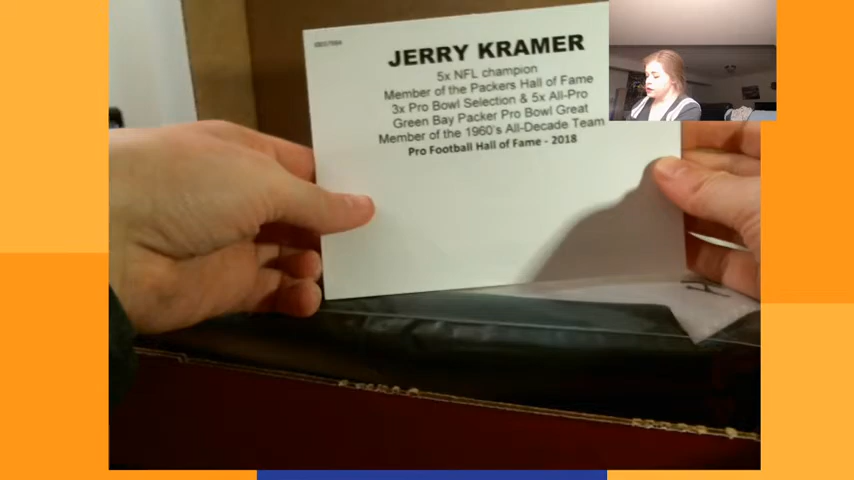 JERRY KRAMER
5x NFL champion
Member of the Packers Hall of Fame
3x Pro Bowl Selection & 5x All-Pro
Green Bay Packer Pro Bowl Great
Member of the 1960's All-Decade Team
Pro Football Hall of Fame - 2018